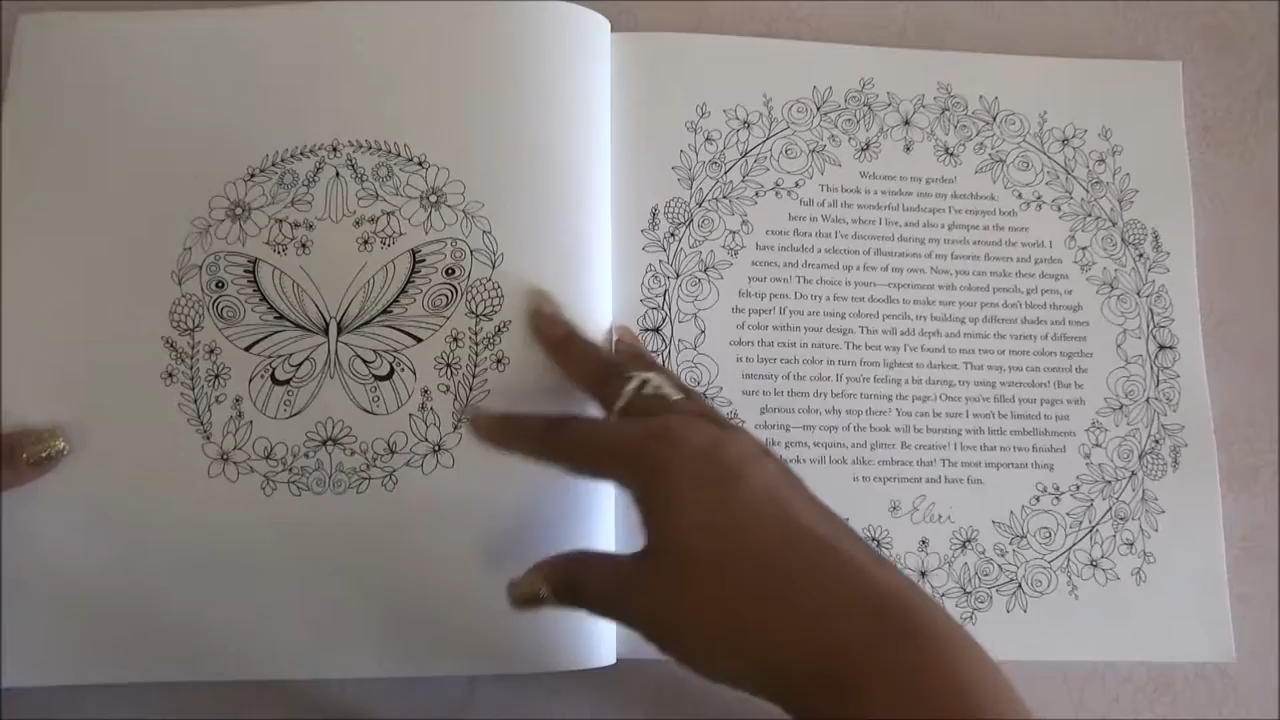 Welcome to my garden!
This book is a window into my sketchbook:
full of all the wonderful landscapes I've enjoyed both
here in Wales, where I live, and also a glimpse at the more
exotic flora that I've discovered during my travels around the world. I
have included a selection of illustrations of my favorite flowers and garden
scenes, and dreamed up a few of my own. Now, you can make these designs
your own! The choice is yours—experiment with colored pencils, gel pens, or
felt-tip pens. Do try a few test doodles to make sure your pens don't bleed through
the paper! If you are using colored pencils, try building up different shades and tones
of color within your design. This will add depth and mimic the variety of different
colors that exist in nature. The best way I've found to mix two or more colors together
is to layer each color in turn from lightest to darkest. That way, you can control the
intensity of the color. If you're feeling a bit daring, try using watercolors! (But be
sure to let them dry before turning the page.) Once you've filled your pages with
glorious color, why stop there? You can be sure I won't be limited to just
coloring—my copy of the book will be bursting with little embellishments
like gems, sequins, and glitter. Be creative! I love that no two finished
books will look alike: embrace that! The most important thing
is to experiment and have fun.
Eleri